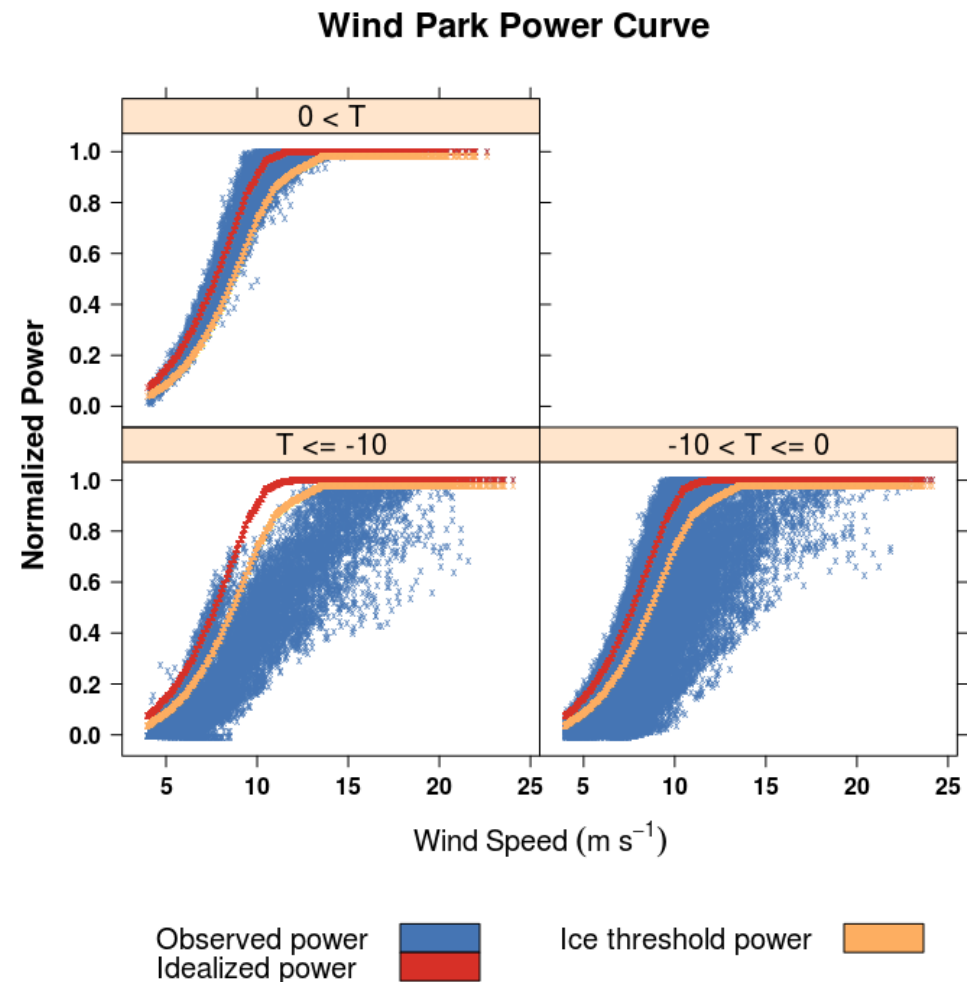 Wind Park Power Curve
0 < T
1.0
0.8
0.6
0.4
0.2
0.0
Normalized Power
T <= -10
-10 < T <= 0
1.0
0.8
0.6
0.4
0.2
0.0
5 10 15 20 25 5 10 15 20 25
Wind Speed (m s⁻¹)
Observed power
Ice threshold power
Idealized power